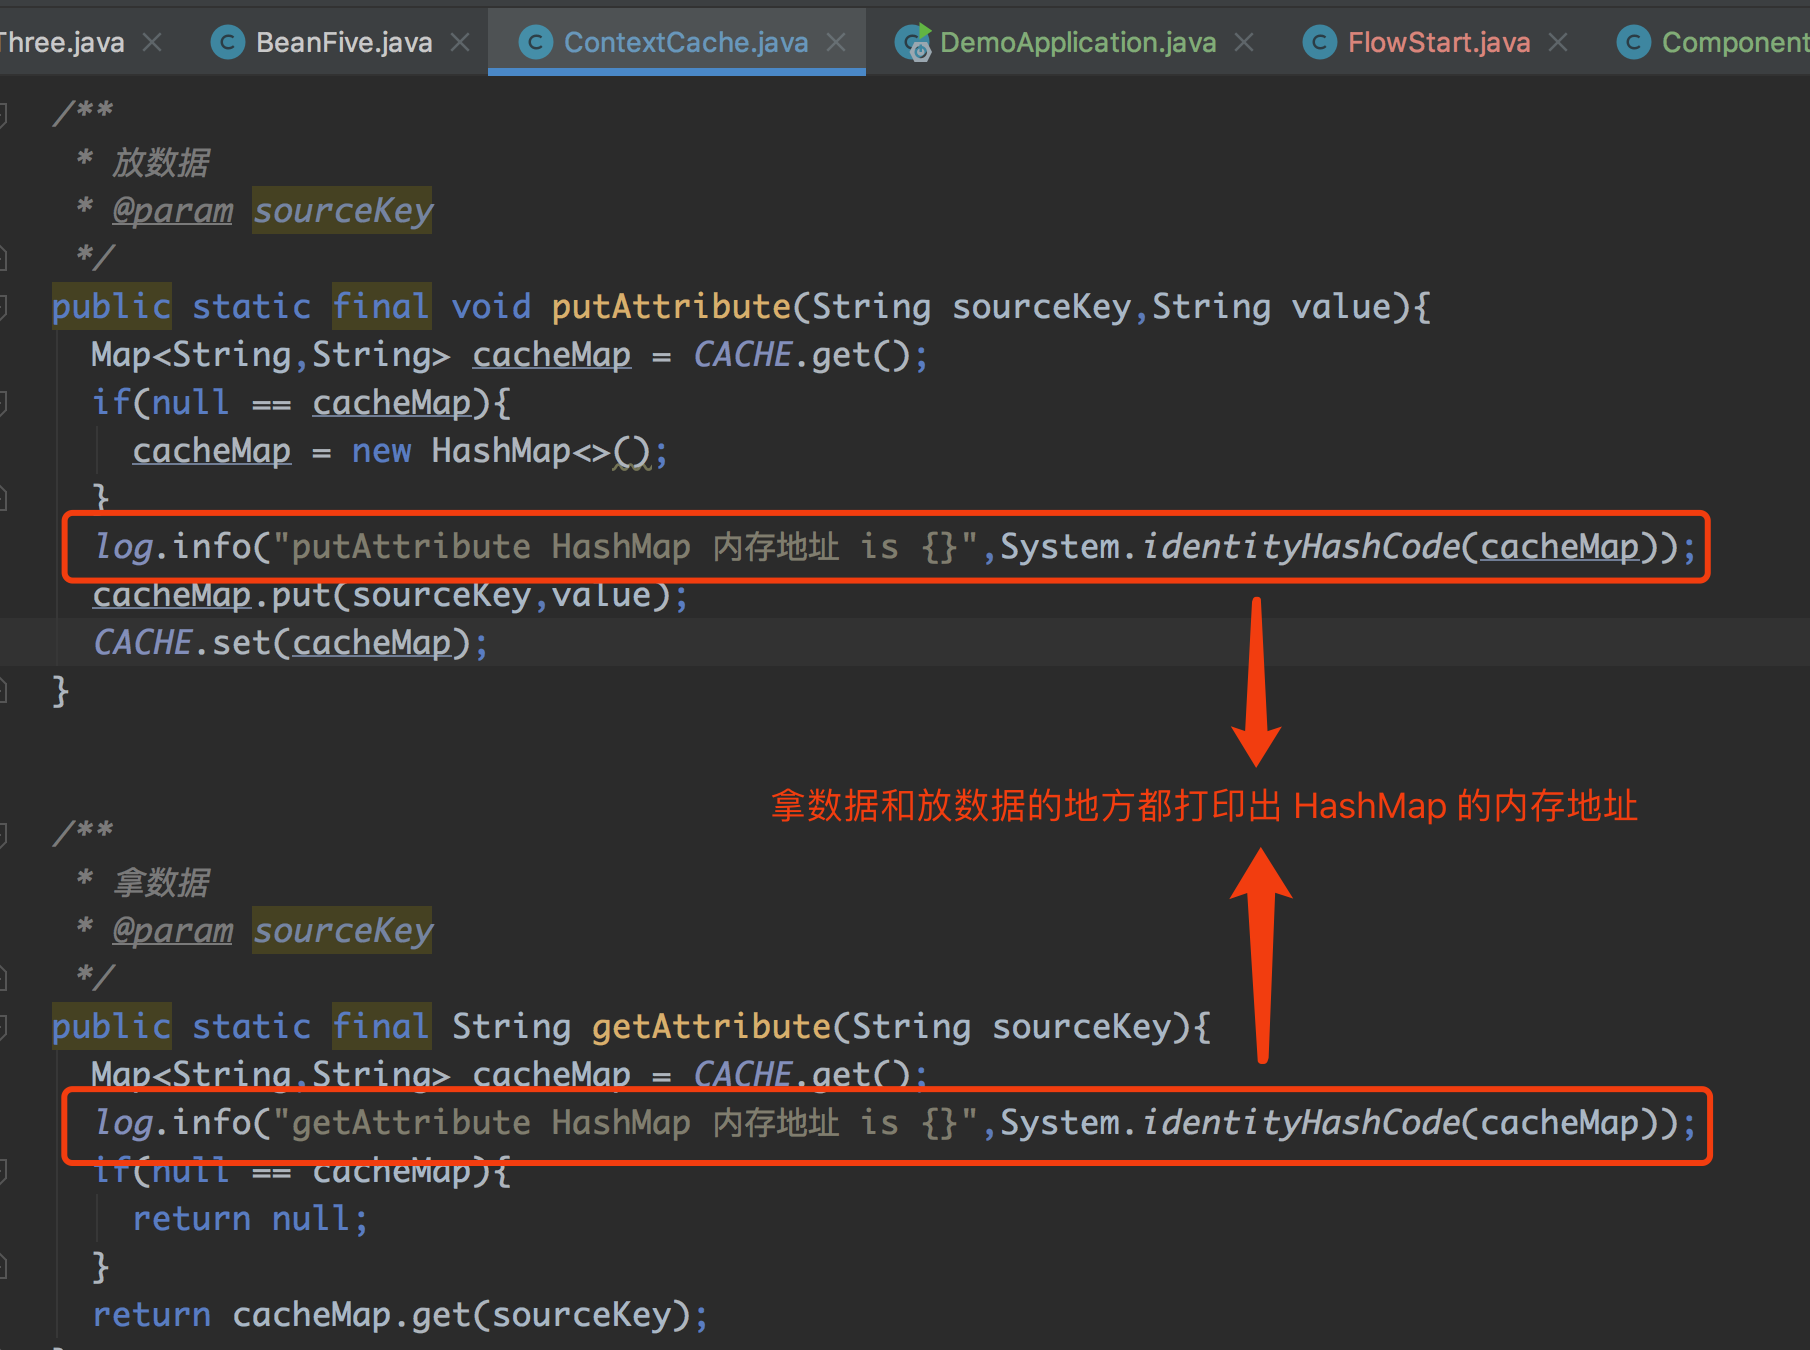 Three.java BeanFive.java ContextCache.java DemoApplication.java FlowStart.java Component
/**
* 放数据
* @param sourceKey
*/
public static final void putAttribute(String sourceKey,String value){
Map<String,String> cacheMap = CACHE.get();
if(null == cacheMap){
cacheMap = new HashMap<>();
}
log.info("putAttribute HashMap 内存地址 is {}",System.identityHashCode(cacheMap));
cacheMap.put(sourceKey,value);
CACHE.set(cacheMap);
}
拿数据和放数据的地方都打印出 HashMap 的内存地址
/**
* 拿数据
* @param sourceKey
*/
public static final String getAttribute(String sourceKey){
Map<String,String> cacheMap = CACHE.get();
log.info("getAttribute HashMap 内存地址 is {}",System.identityHashCode(cacheMap));
if(null == cacheMap){
return null;
}
return cacheMap.get(sourceKey);
}